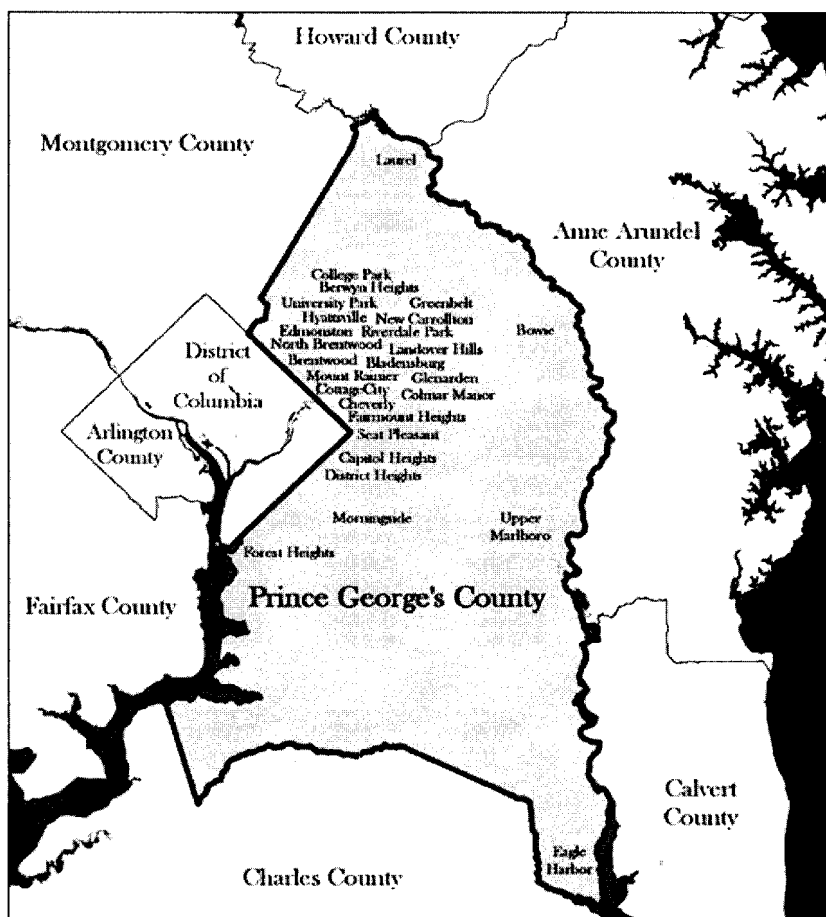 Howard County
Montgomery County
Laurel
Anne Arundel
County
College Park
Berwyn Heights
University Park
Greenbelt
Hyattsville
New Carrollton
Edmonston
Riverdale Park
Bowie
North Brentwood
Landover Hills
District
of
Columbia
Brentwood
Bladensburg
Mount Rainier
Glenarden
Cottage City
Colmar Manor
Cheverly
Fairmount Heights
Arlington
County
Seat Pleasant
Capitol Heights
District Heights
Morningside
Upper
Marlboro
Forest Heights
Prince George's County
Fairfax County
Calvert
County
Eagle
Harbor
Charles County